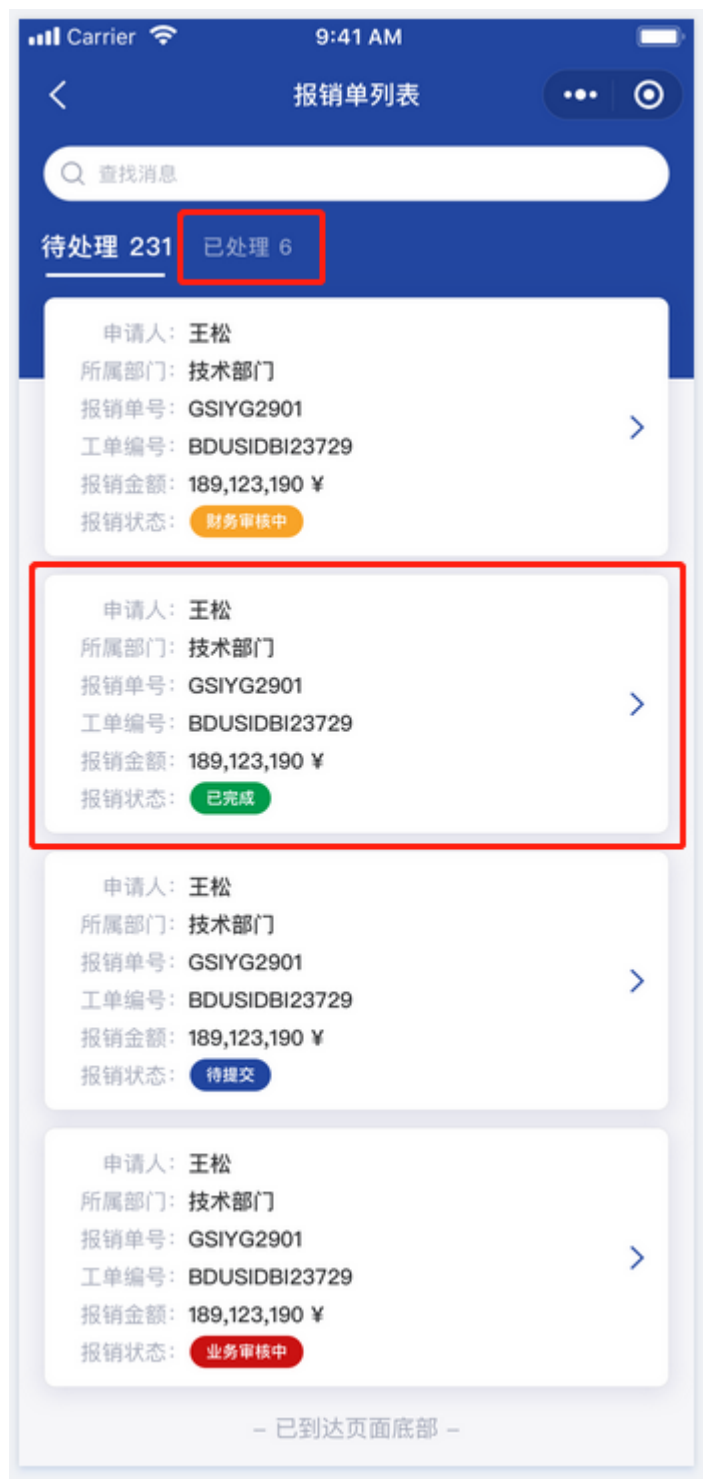 Carrier 9:41 AM
报销单列表
查找消息
待处理 231 已处理 6
申请人: 王松
所属部门: 技术部门
报销单号: GSIYG2901
工单编号: BDUSIDBI23729
报销金额: 189,123,190 ¥
报销状态: 财务审核中
申请人: 王松
所属部门: 技术部门
报销单号: GSIYG2901
工单编号: BDUSIDBI23729
报销金额: 189,123,190 ¥
报销状态: 已完成
申请人: 王松
所属部门: 技术部门
报销单号: GSIYG2901
工单编号: BDUSIDBI23729
报销金额: 189,123,190 ¥
报销状态: 待提交
申请人: 王松
所属部门: 技术部门
报销单号: GSIYG2901
工单编号: BDUSIDBI23729
报销金额: 189,123,190 ¥
报销状态: 业务审核中
– 已到达页面底部 –